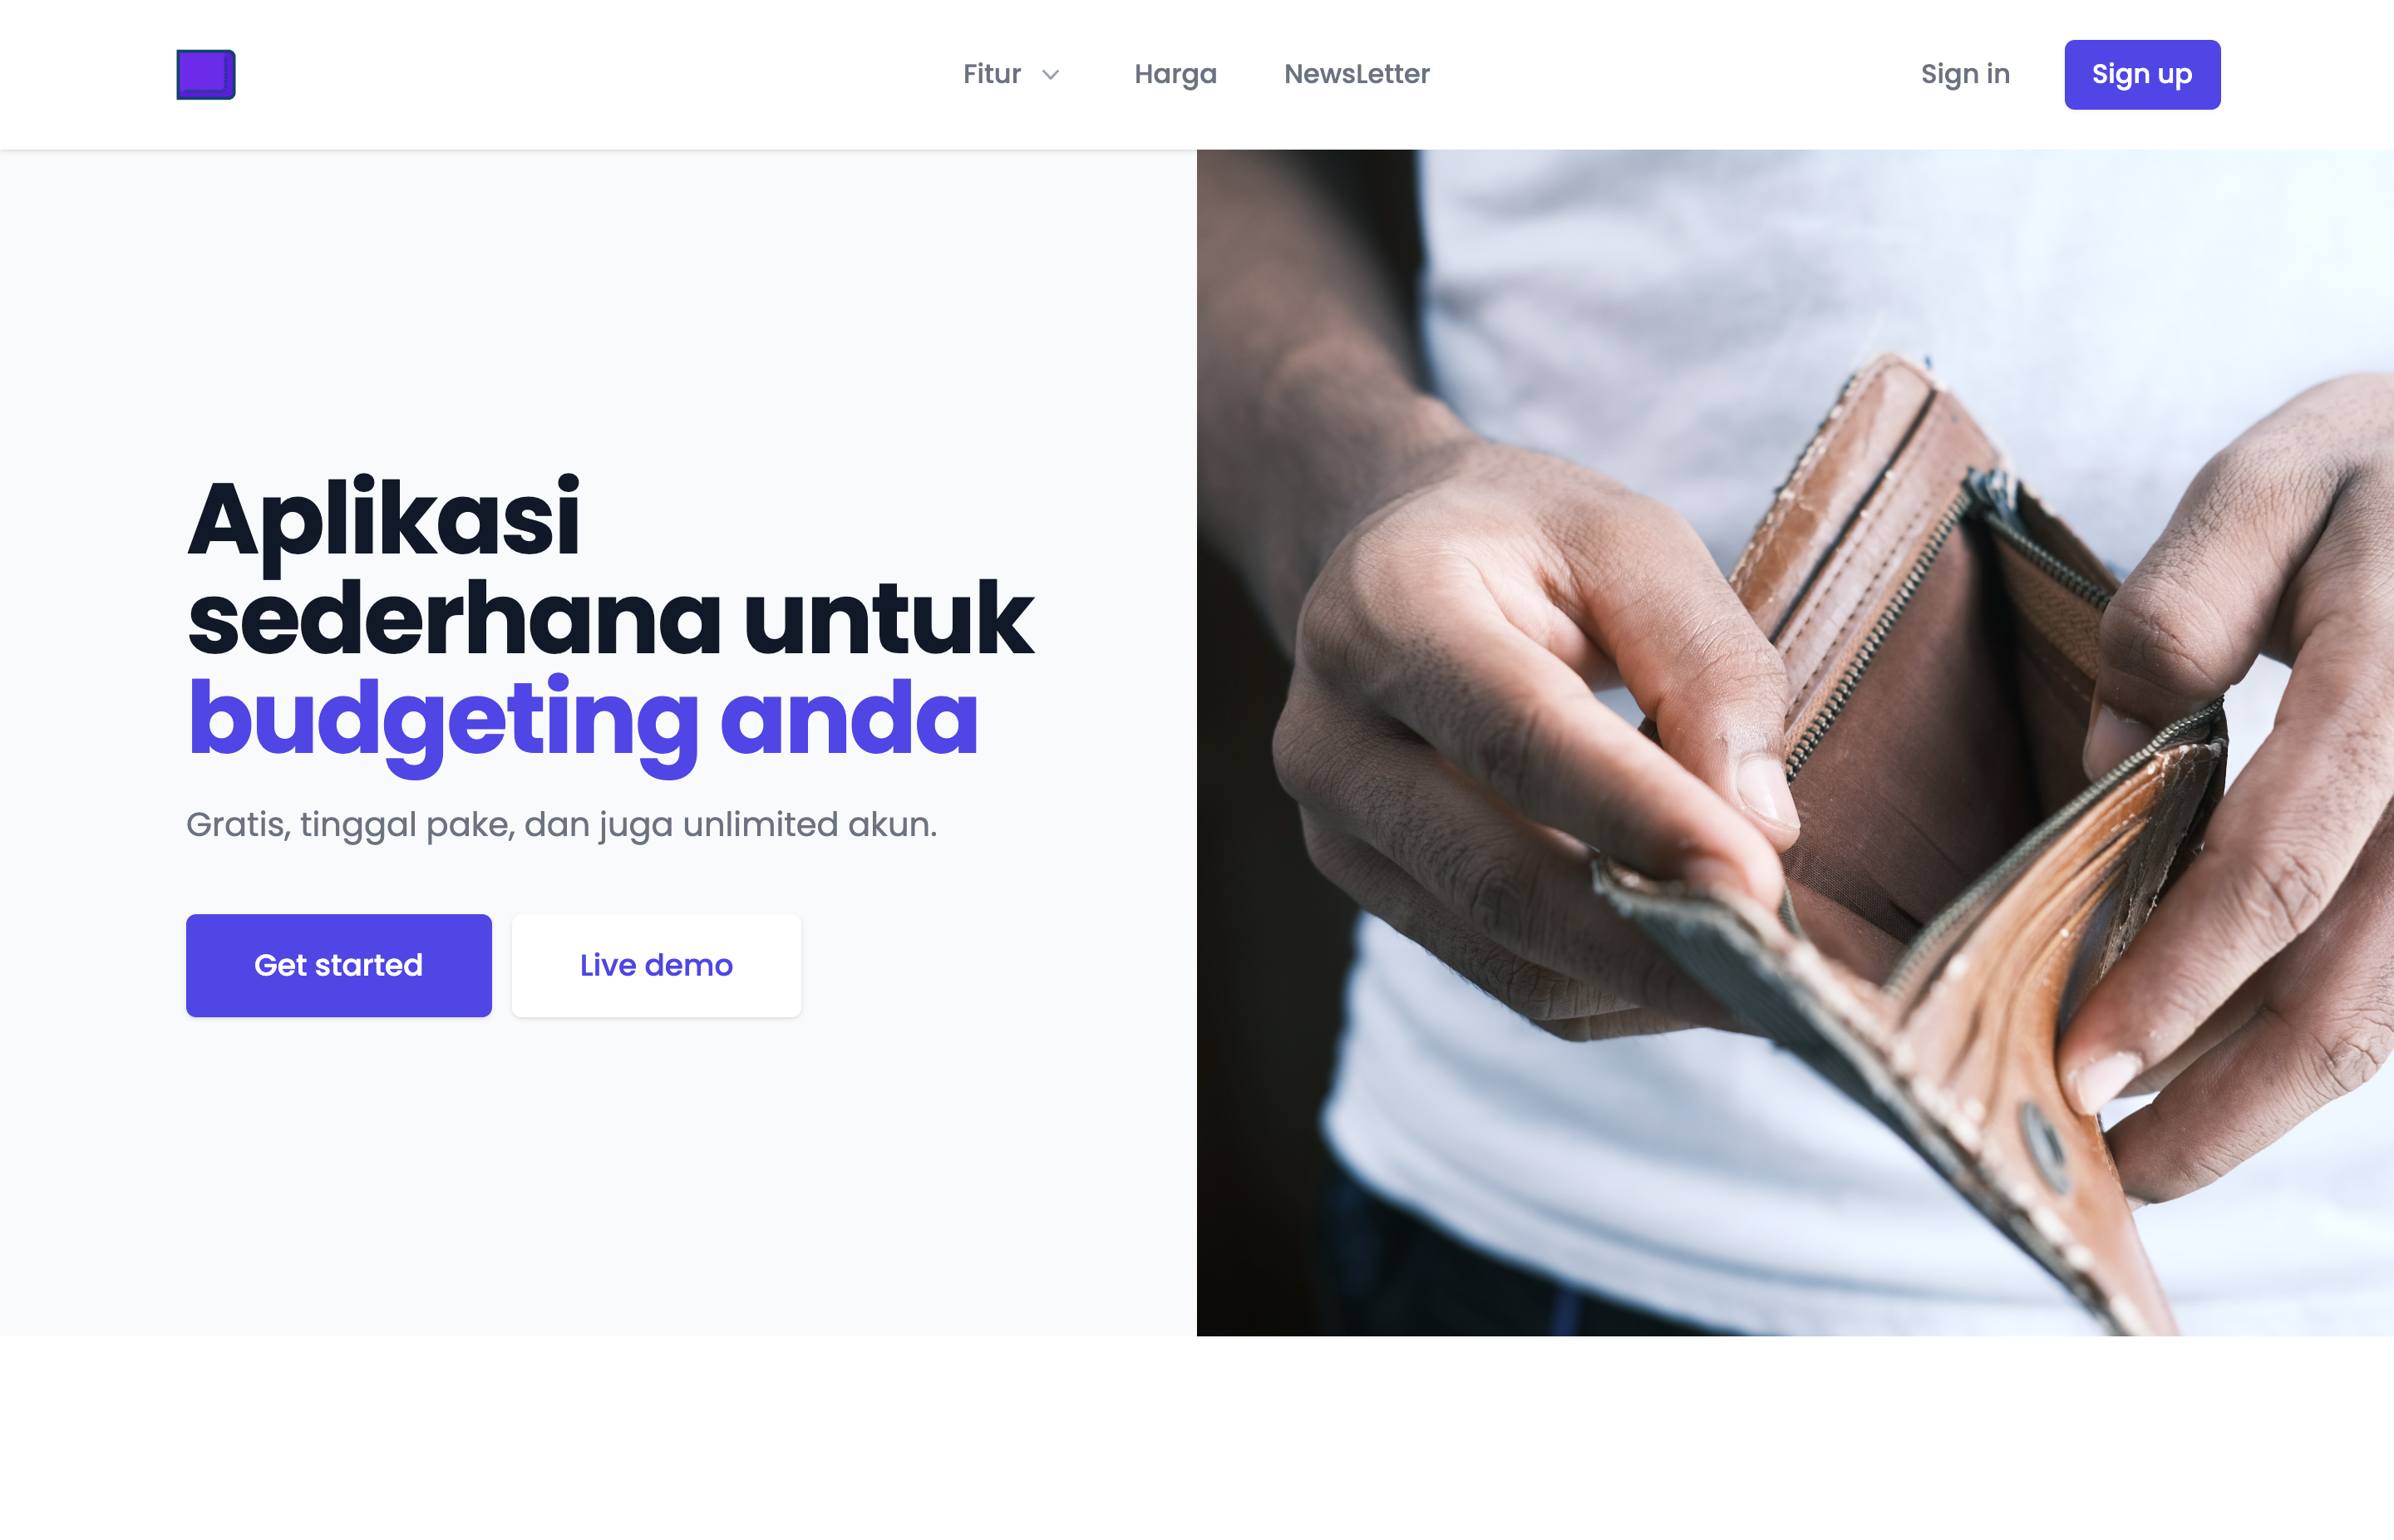 Fitur
Harga
NewsLetter
Sign in
Sign up
Aplikasi
sederhana untuk
budgeting anda
Gratis, tinggal pake, dan juga unlimited akun.
Get started
Live demo